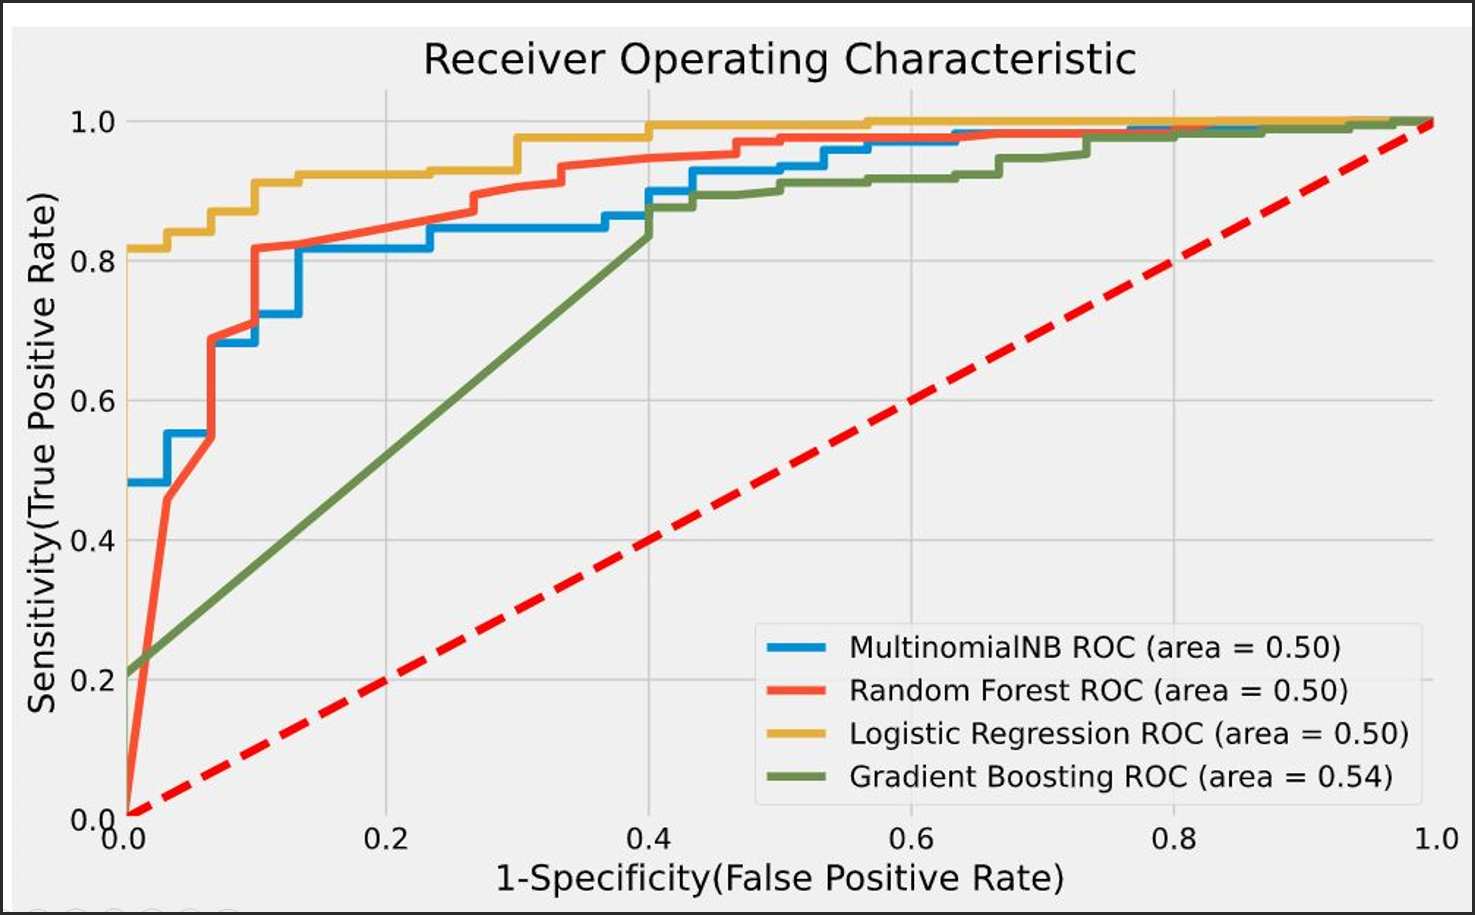 Receiver Operating Characteristic
Sensitivity(True Positive Rate)
1.0
0.8
0.6
0.4
0.2
0.0
0.0 0.2 0.4 0.6 0.8 1.0
1-Specificity(False Positive Rate)
MultinomialNB ROC (area = 0.50)
Random Forest ROC (area = 0.50)
Logistic Regression ROC (area = 0.50)
Gradient Boosting ROC (area = 0.54)